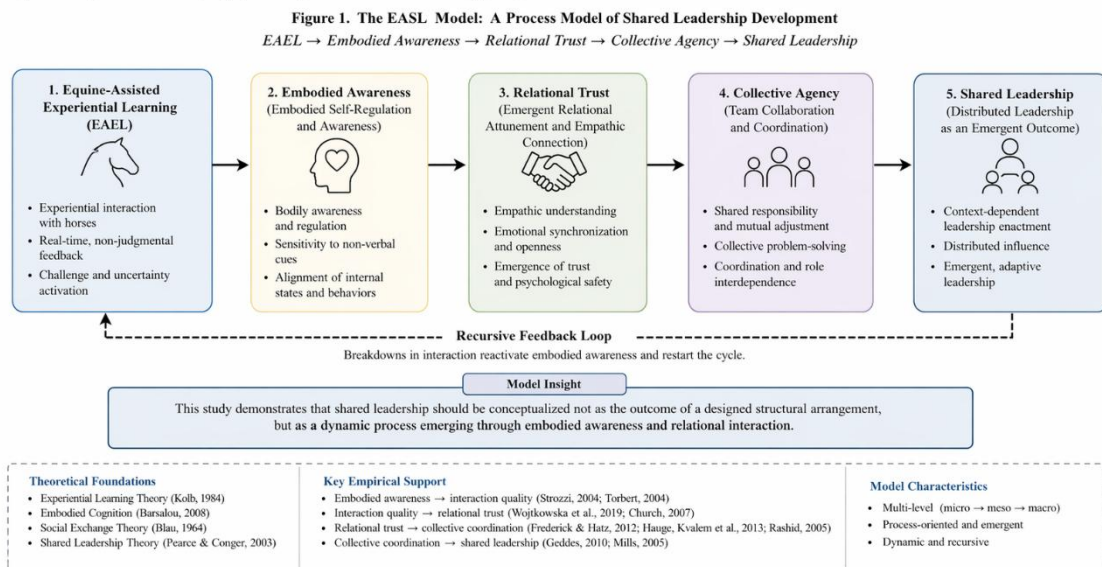 Figure 1. The EASL Model: A Process Model of Shared Leadership Development
EAEL → Embodied Awareness → Relational Trust → Collective Agency → Shared Leadership
1. Equine-Assisted
Experiential Learning
(EAEL)
• Experiential interaction
with horses
• Real-time, non-judgmental
feedback
• Challenge and uncertainty
activation
2. Embodied Awareness
(Embodied Self-Regulation
and Awareness)
• Bodily awareness
and regulation
• Sensitivity to non-verbal
cues
• Alignment of internal
states and behaviors
3. Relational Trust
(Emergent Relational
Attunement and Empathic
Connection)
• Empathic understanding
• Emotional synchronization
and openness
• Emergence of trust
and psychological safety
4. Collective Agency
(Team Collaboration
and Coordination)
• Shared responsibility
and mutual adjustment
• Collective problem-solving
• Coordination and role
interdependence
5. Shared Leadership
(Distributed Leadership
as an Emergent Outcome)
• Context-dependent
leadership enactment
• Distributed influence
• Emergent, adaptive
leadership
Recursive Feedback Loop
Breakdowns in interaction reactivate embodied awareness and restart the cycle.
Model Insight
This study demonstrates that shared leadership should be conceptualized not as the outcome of a designed structural arrangement,
but as a dynamic process emerging through embodied awareness and relational interaction.
Theoretical Foundations
• Experiential Learning Theory (Kolb, 1984)
• Embodied Cognition (Barsalou, 2008)
• Social Exchange Theory (Blau, 1964)
• Shared Leadership Theory (Pearce & Conger, 2003)
Key Empirical Support
• Embodied awareness → interaction quality (Strozzi, 2004; Torbert, 2004)
• Interaction quality → relational trust (Wojtkowska et al., 2019; Church, 2007)
• Relational trust → collective coordination (Frederick & Hatz, 2012; Hauge, Kvalem et al., 2013; Rashid, 2005)
• Collective coordination → shared leadership (Geddes, 2010; Mills, 2005)
Model Characteristics
• Multi-level (micro → meso → macro)
• Process-oriented and emergent
• Dynamic and recursive